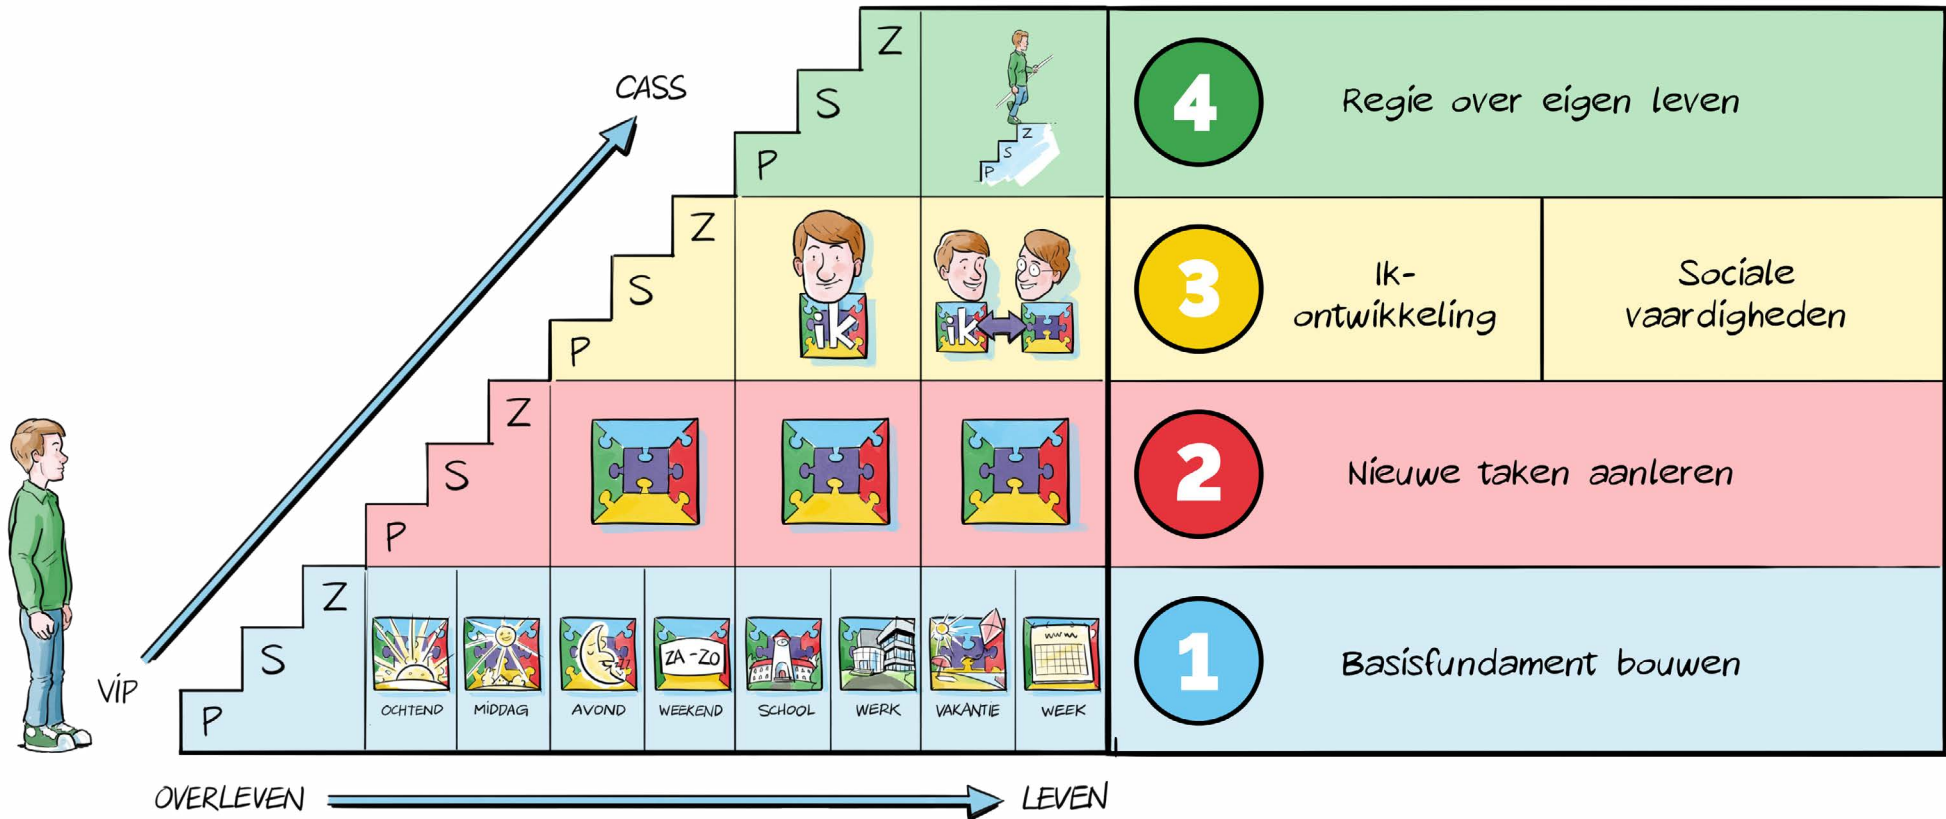 CASS
Z
S
P
Z
S
P
4
Regie over eigen leven
Z
S
P
ik
ik
3
Ik-
ontwikkeling
Sociale
vaardigheden
Z
S
P
2
Nieuwe taken aanleren
Z
S
P
ZA-ZO
OCHTEND
MIDDAG
AVOND
WEEKEND
SCHOOL
WERK
VAKANTIE
WEEK
1
Basisfundament bouwen
VIP
OVERLEVEN
LEVEN